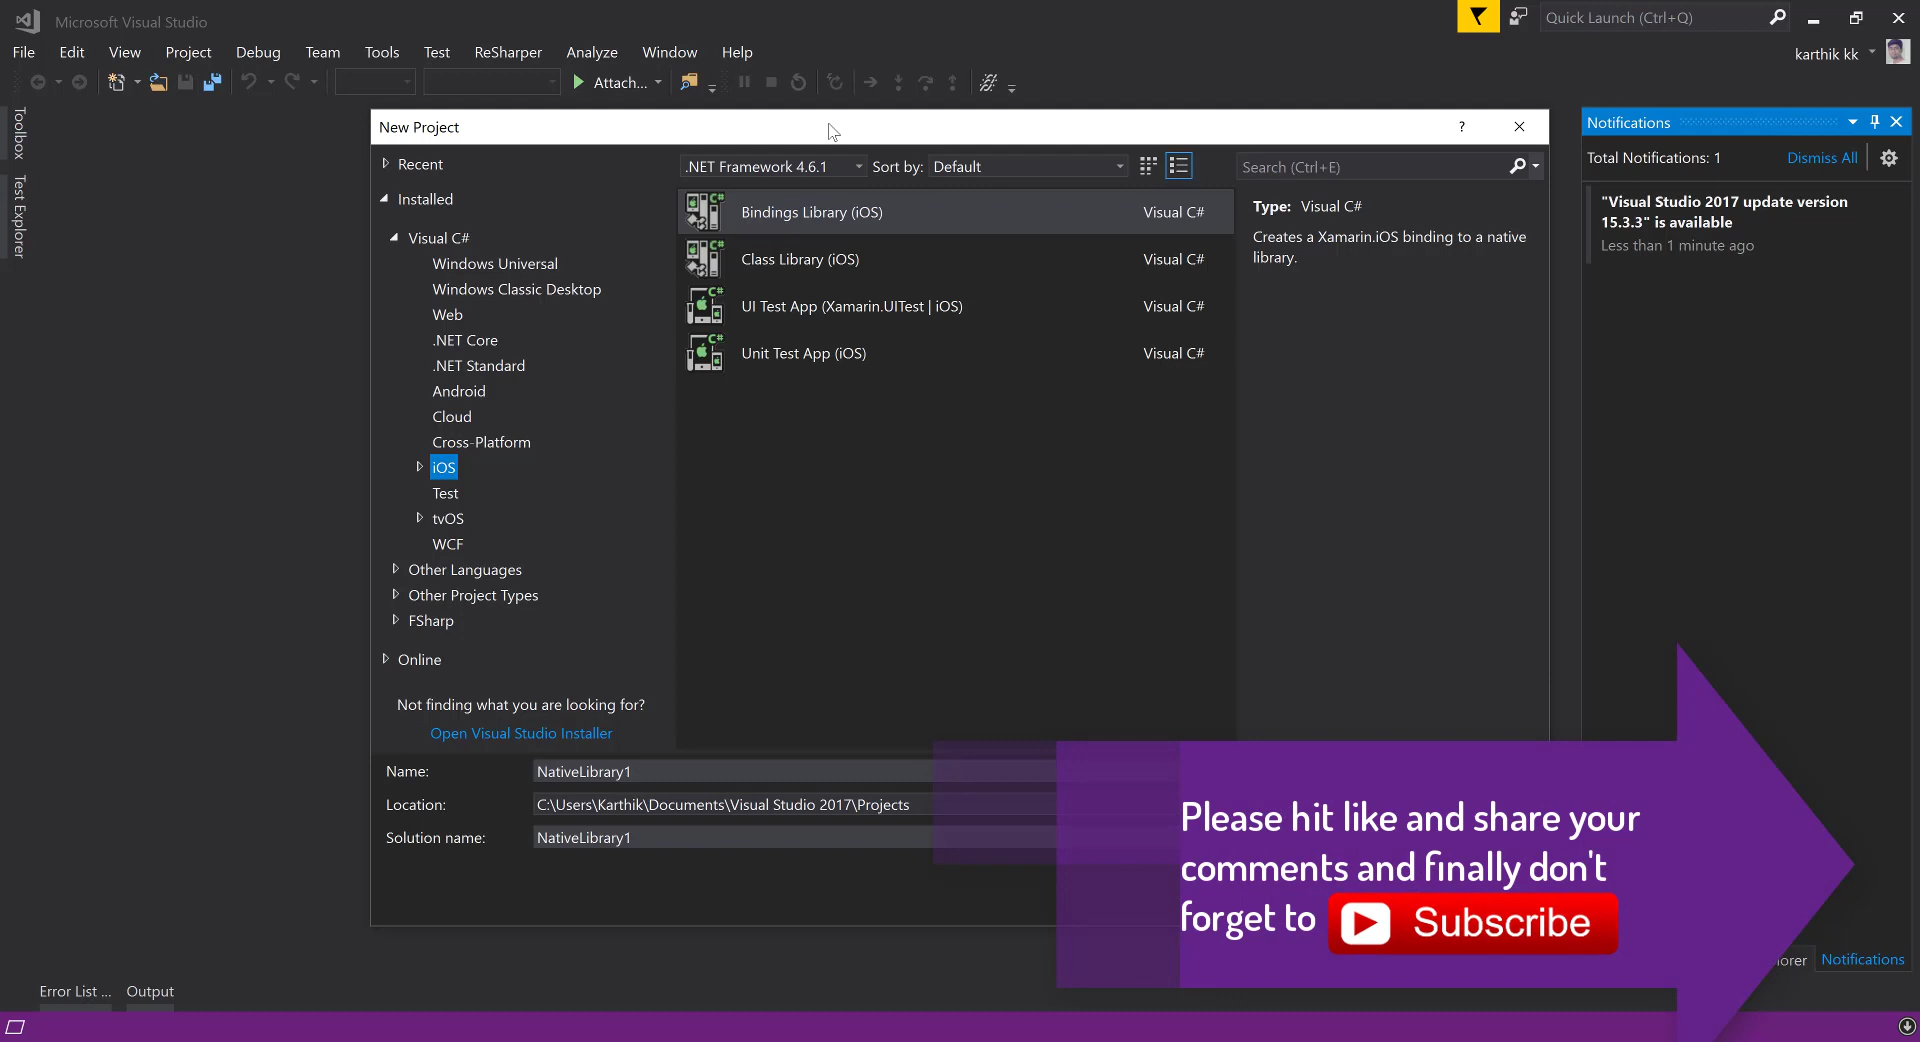 Microsoft Visual Studio
Quick Launch (Ctrl+Q)
File Edit View Project Debug Team Tools Test ReSharper Analyze Window Help
karthik kk
Attach...
Toolbox
Test Explorer
New Project
?
Recent
Installed
Visual C#
Windows Universal
Windows Classic Desktop
Web
.NET Core
.NET Standard
Android
Cloud
Cross-Platform
iOS
Test
tvOS
WCF
Other Languages
Other Project Types
FSharp
Online
Not finding what you are looking for?
Open Visual Studio Installer
.NET Framework 4.6.1 Sort by: Default
Search (Ctrl+E)
Bindings Library (iOS) Visual C#
Class Library (iOS) Visual C#
UI Test App (Xamarin.UITest | iOS) Visual C#
Unit Test App (iOS) Visual C#
Type: Visual C#
Creates a Xamarin.iOS binding to a native
library.
Name: NativeLibrary1
Location: C:\Users\Karthik\Documents\Visual Studio 2017\Projects
Solution name: NativeLibrary1
Notifications
Total Notifications: 1 Dismiss All
"Visual Studio 2017 update version
15.3.3" is available
Less than 1 minute ago
Please hit like and share your
comments and finally don't
forget to Subscribe
Notifications
Error List ... Output